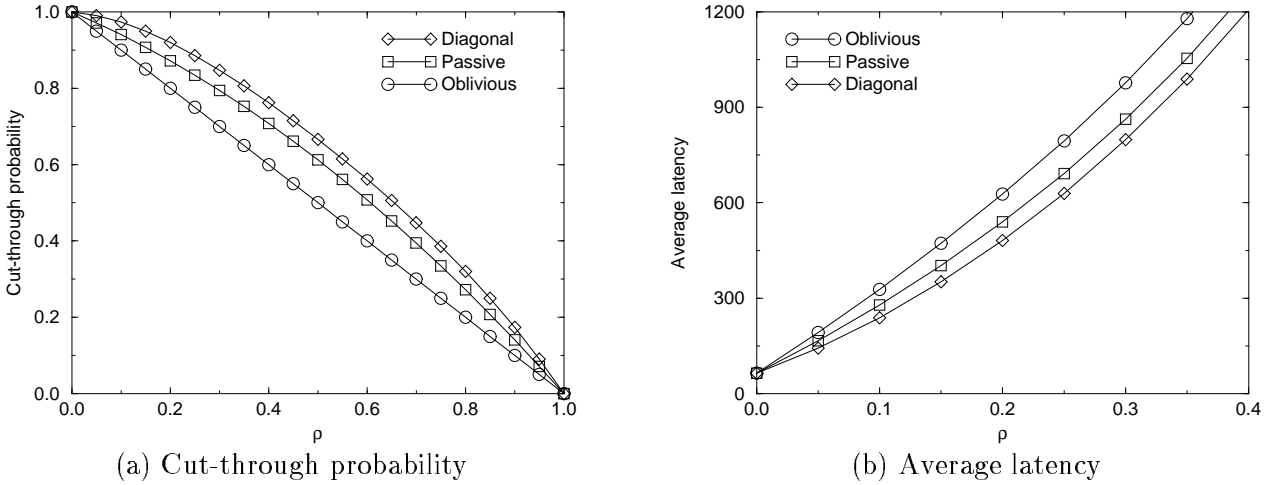 1.0
0.8
0.6
0.4
0.2
0.0
Cut-through probability
Diagonal
Passive
Oblivious
0.0 0.2 0.4 0.6 0.8 1.0
ρ
(a) Cut-through probability
1200
900
600
300
0
Average latency
Oblivious
Passive
Diagonal
0.0 0.1 0.2 0.3 0.4
ρ
(b) Average latency